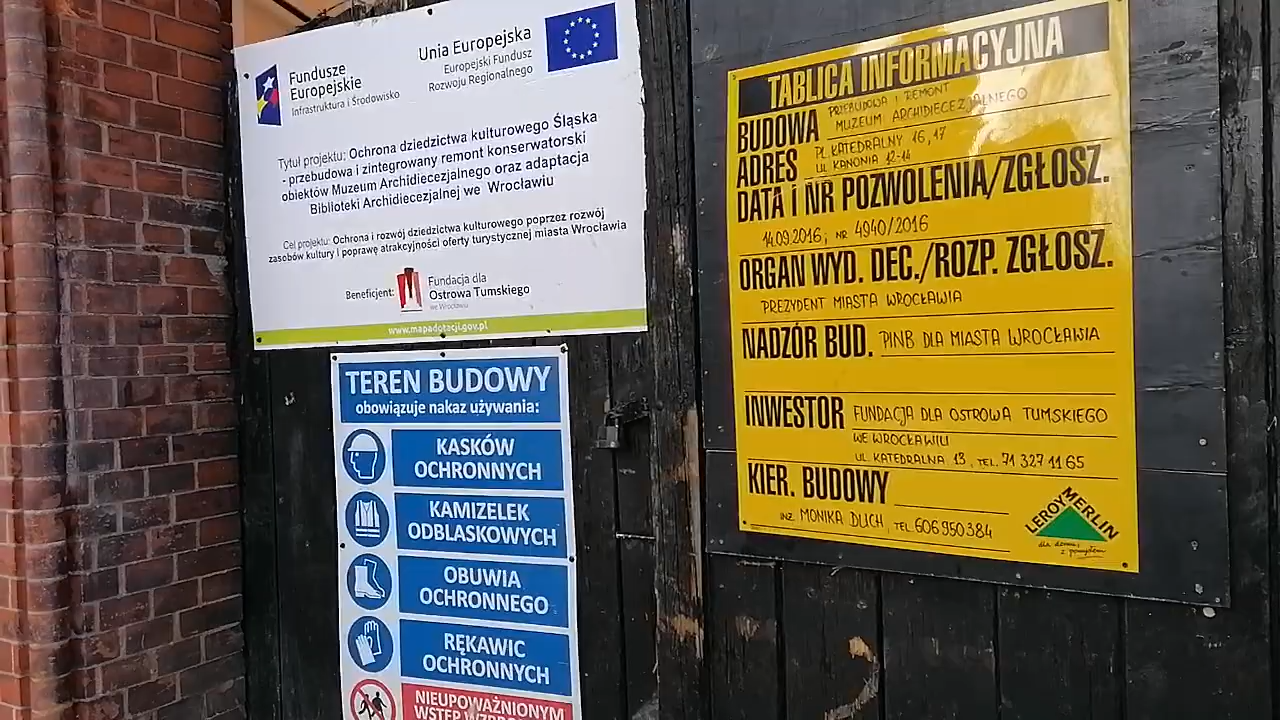 Fundusze
Europejskie
Infrastruktura i Środowisko
Unia Europejska
Europejski Fundusz
Rozwoju Regionalnego
Tytuł projektu: Ochrona dziedzictwa kulturowego Śląska
- przebudowa i zintegrowany remont konserwatorski
obiektów Muzeum Archidiecezjalnego oraz adaptacja
Biblioteki Archidiecezjalnej we Wrocławiu
Cel projektu: Ochrona i rozwój dziedzictwa kulturowego poprzez rozwój
zasobów kultury i poprawę atrakcyjności oferty turystycznej miasta Wrocławia
Beneficjent:
Fundacja dla
Ostrowa Tumskiego
we Wrocławiu
www.mapadotacji.gov.pl
TEREN BUDOWY
obowiązuje nakaz używania:
KASKÓW
OCHRONNYCH
KAMIZELEK
ODBLASKOWYCH
OBUWIA
OCHRONNEGO
RĘKAWIC
OCHRONNYCH
NIEUPOWAŻNIONYM
WSTĘP
TABLICA INFORMACYJNA
BUDOWA PRZEBUDOWA I REMONT
MUZEUM ARCHIDIECEZJALNEGO
ADRES PL. KATEDRALNY 16, 17
UL. KANONIA 12-14
DATA I NR POZWOLENIA/ZGŁOSZ.
14.09.2016, NR 4940/2016
ORGAN WYD. DEC./ROZP. ZGŁOSZ.
PREZYDENT MIASTA WROCŁAWIA
NADZÓR BUD. PINB DLA MIASTA WROCŁAWIA
INWESTOR FUNDACJA DLA OSTROWA TUMSKIEGO
WE WROCŁAWIU
UL. KATEDRALNA 13, TEL. 71 327 11 65
KIER. BUDOWY
INŻ. MONIKA DUCH, TEL. 606 950 384
LEROY MERLIN
dla domu,
z pomysłem